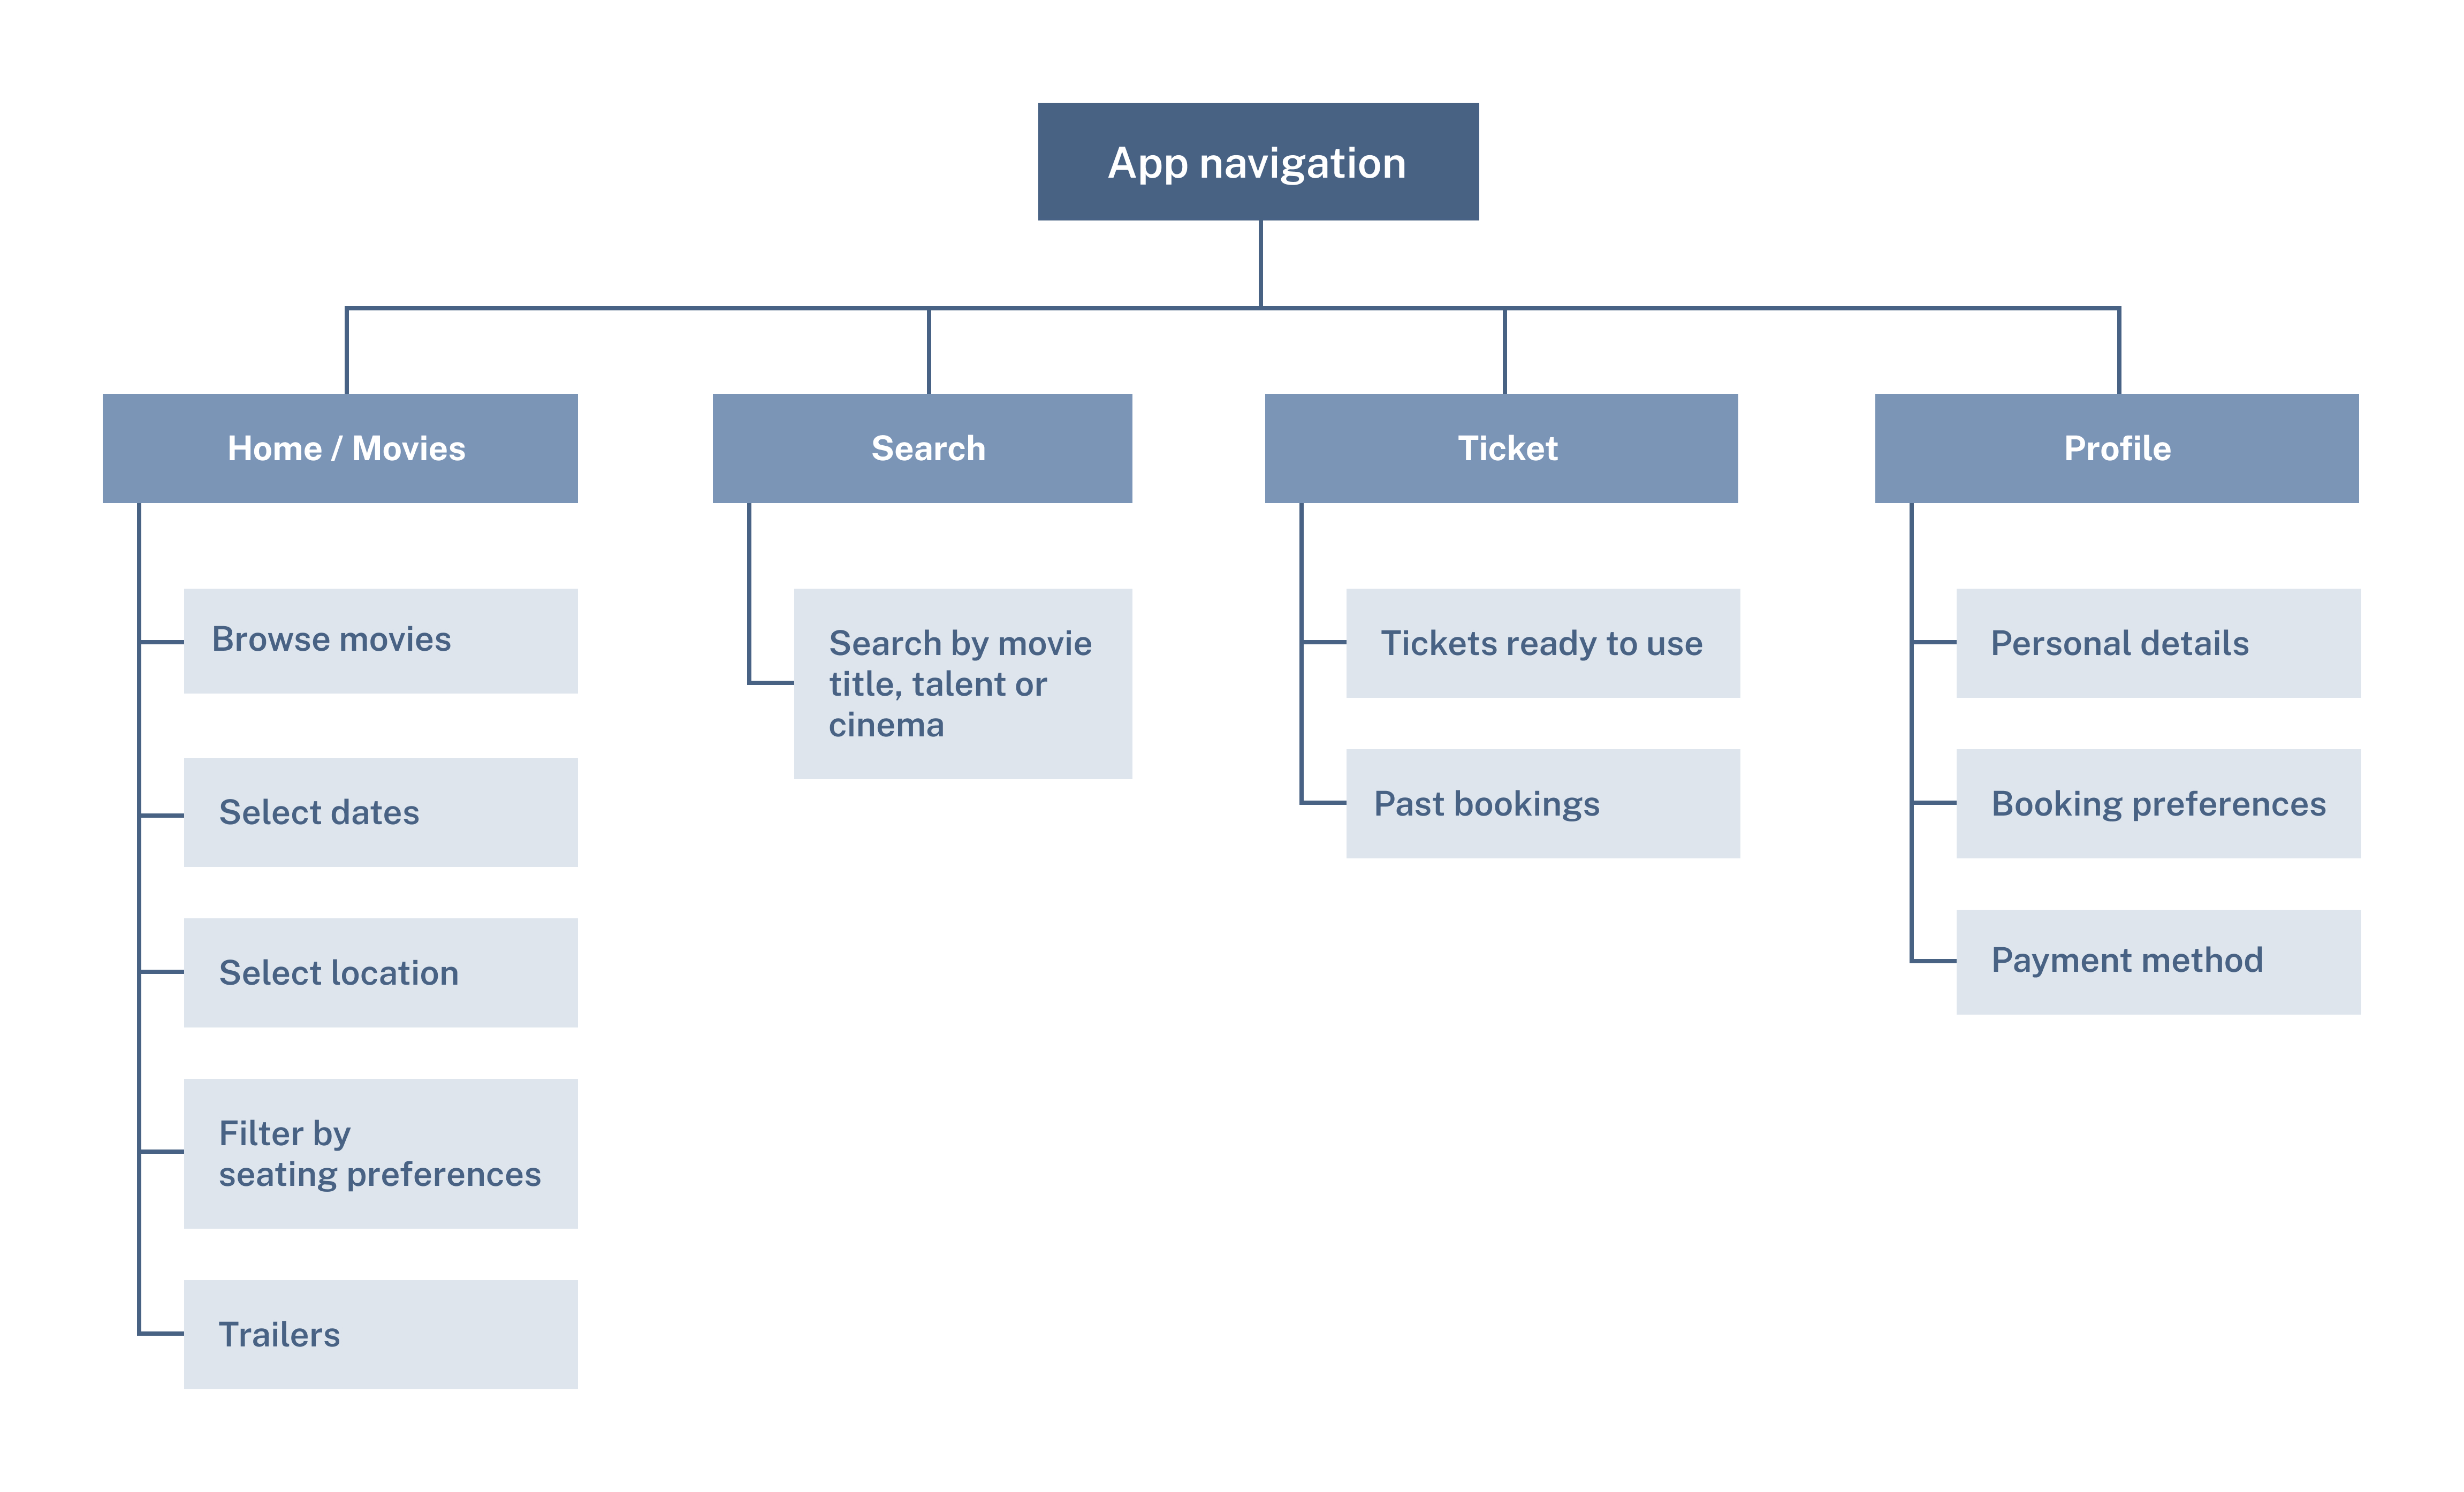 App navigation
Home / Movies
Browse movies
Select dates
Select location
Filter by
seating preferences
Trailers
Search
Search by movie
title, talent or
cinema
Ticket
Tickets ready to use
Past bookings
Profile
Personal details
Booking preferences
Payment method